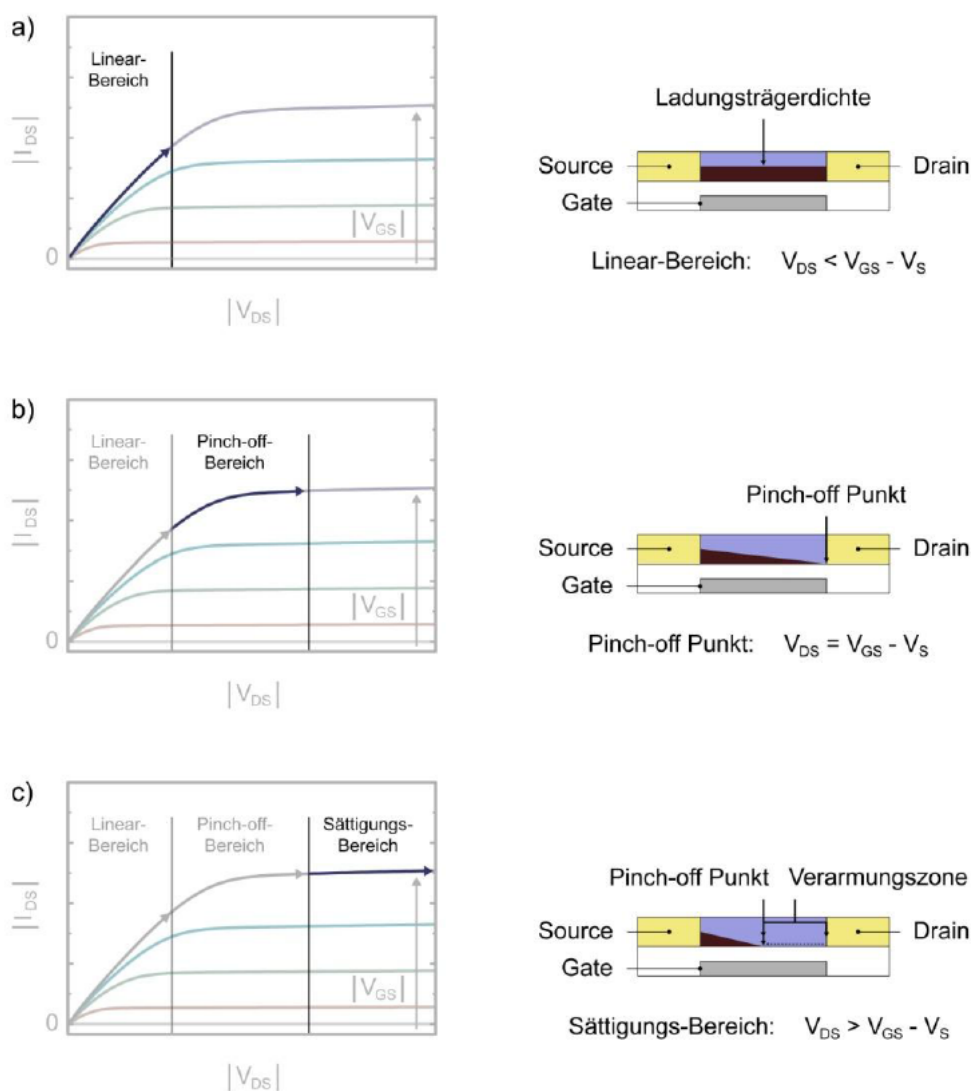 a)
Linear-
Bereich
|I_DS|
|V_GS|
0
|V_DS|
Ladungsträgerdichte
Source
Drain
Gate
Linear-Bereich: V_DS < V_GS - V_S
b)
Linear-
Bereich
Pinch-off-
Bereich
|I_DS|
|V_GS|
0
|V_DS|
Pinch-off Punkt
Source
Drain
Gate
Pinch-off Punkt: V_DS = V_GS - V_S
c)
Linear-
Bereich
Pinch-off-
Bereich
Sättigungs-
Bereich
|I_DS|
|V_GS|
0
|V_DS|
Pinch-off Punkt
Verarmungszone
Source
Drain
Gate
Sättigungs-Bereich: V_DS > V_GS - V_S